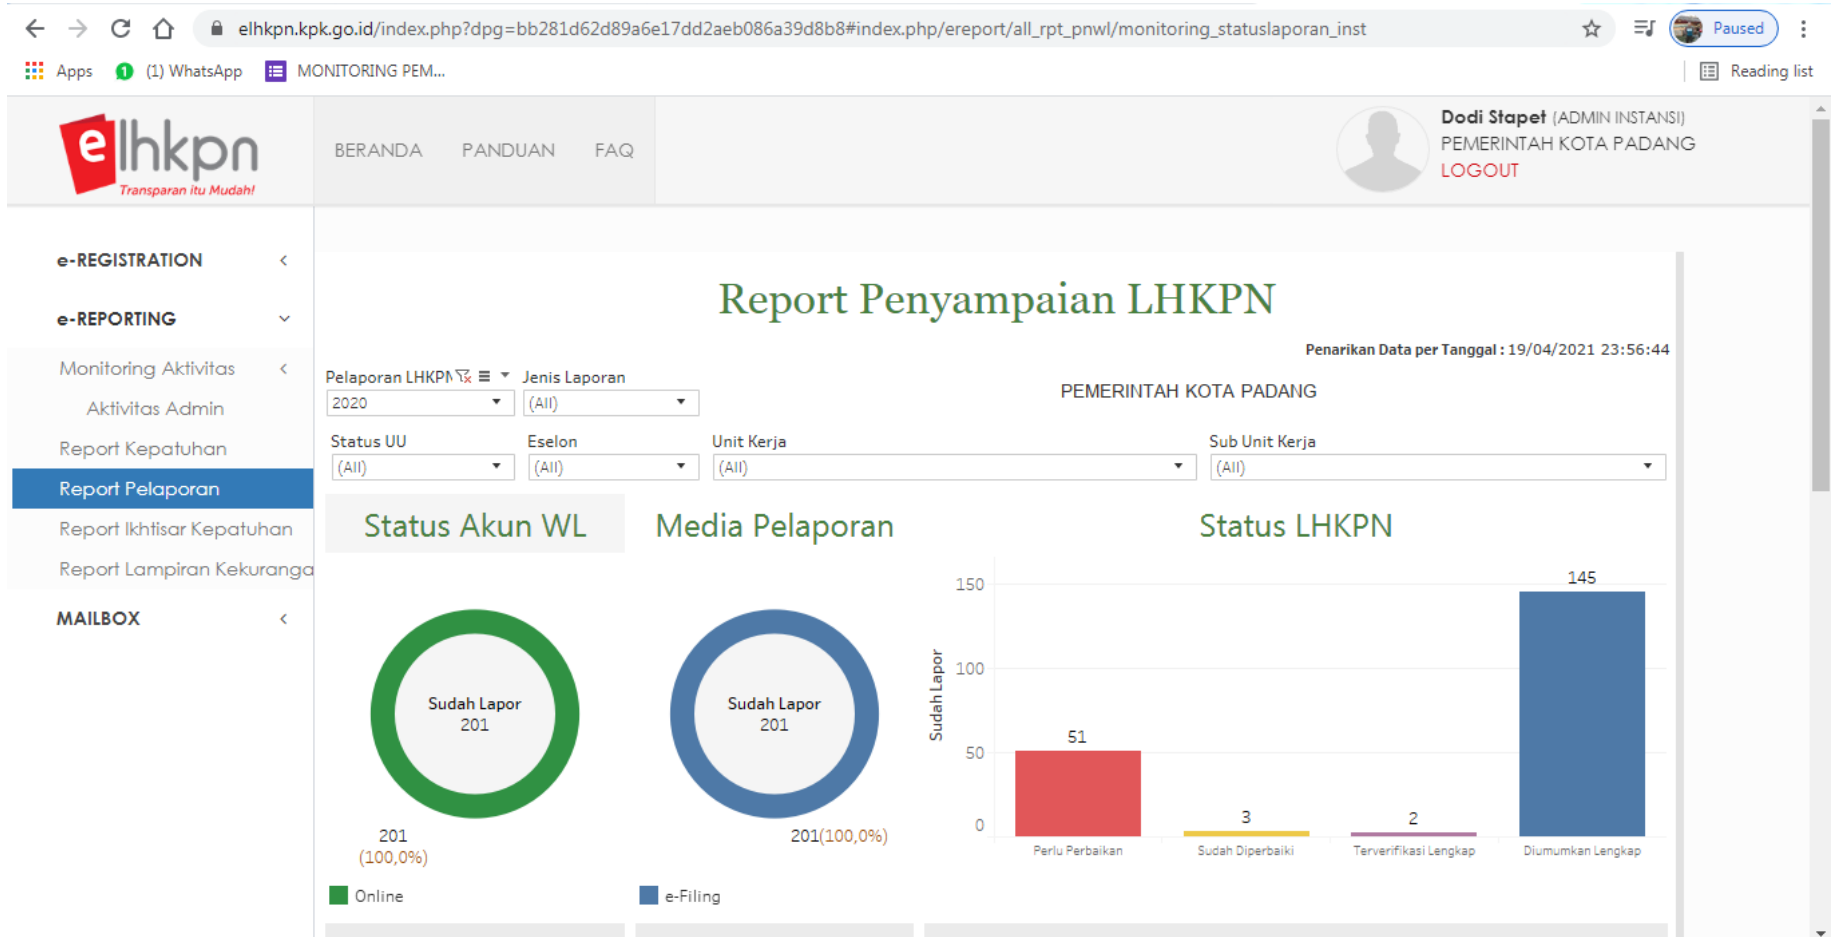 elhkpn.kpk.go.id/index.php?dpg=bb281d62d89a6e17dd2aeb086a39d8b8#index.php/ereport/all_rpt_pnwl/monitoring_statuslaporan_inst
Paused
Apps
1 (1) WhatsApp
MONITORING PEM...
Reading list
elhkpn
Transparan itu Mudah!
BERANDA PANDUAN FAQ
Dodi Stapet (ADMIN INSTANSI)
PEMERINTAH KOTA PADANG
LOGOUT
e-REGISTRATION
e-REPORTING
Monitoring Aktivitas
Aktivitas Admin
Report Kepatuhan
Report Pelaporan
Report Ikhtisar Kepatuhan
Report Lampiran Kekuranga
MAILBOX
Report Penyampaian LHKPN
Penarikan Data per Tanggal : 19/04/2021 23:56:44
Pelaporan LHKPN Jenis Laporan
2020 (All)
PEMERINTAH KOTA PADANG
Status UU Eselon Unit Kerja Sub Unit Kerja
(All) (All) (All) (All)
Status Akun WL
Sudah Lapor
201
201
(100,0%)
Online
Media Pelaporan
Sudah Lapor
201
201(100,0%)
e-Filing
Status LHKPN
Sudah Lapor
150
100
50
0
51
3
2
145
Perlu Perbaikan
Sudah Diperbaiki
Terverifikasi Lengkap
Diumumkan Lengkap